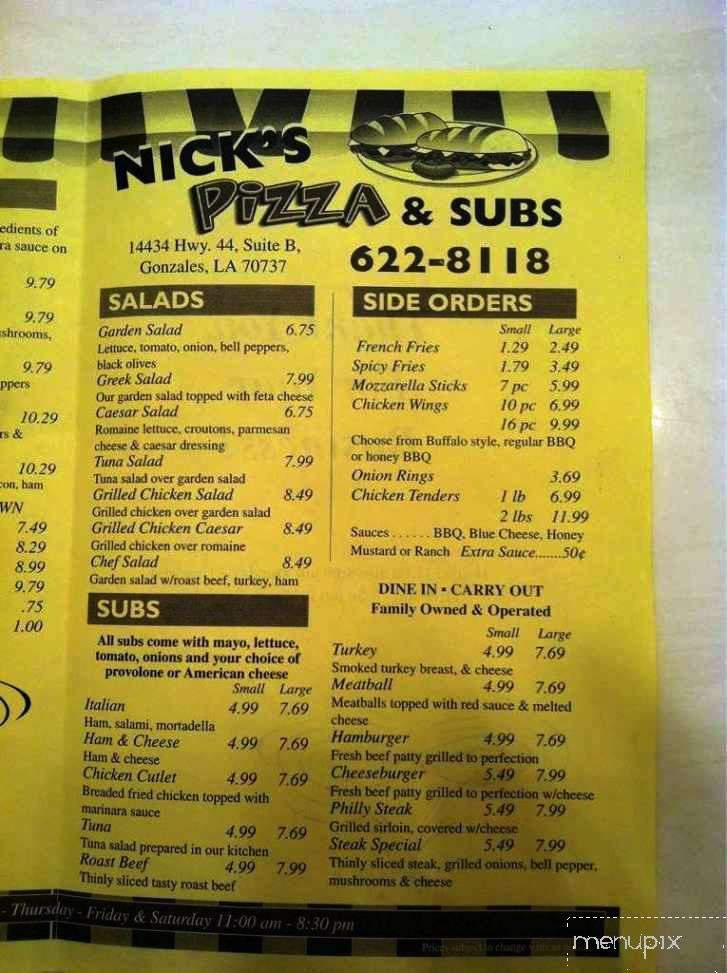 NICK'S
PIZZA & SUBS
14434 Hwy. 44, Suite B,
Gonzales, LA 70737
622-8118
edients of
ra sauce on
9.79
9.79
shrooms,
9.79
ppers
10.29
rs &
10.29
con, ham
WN
7.49
8.29
8.99
9.79
.75
1.00
SALADS
Garden Salad 6.75
Lettuce, tomato, onion, bell peppers,
black olives
Greek Salad 7.99
Our garden salad topped with feta cheese
Caesar Salad 6.75
Romaine lettuce, croutons, parmesan
cheese & caesar dressing
Tuna Salad 7.99
Tuna salad over garden salad
Grilled Chicken Salad 8.49
Grilled chicken over garden salad
Grilled Chicken Caesar 8.49
Grilled chicken over romaine
Chef Salad 8.49
Garden salad w/roast beef, turkey, ham
SUBS
All subs come with mayo, lettuce,
tomato, onions and your choice of
provolone or American cheese
Small Large
Italian 4.99 7.69
Ham, salami, mortadella
Ham & Cheese 4.99 7.69
Ham & cheese
Chicken Cutlet 4.99 7.69
Breaded fried chicken topped with
marinara sauce
Tuna 4.99 7.69
Tuna salad prepared in our kitchen
Roast Beef 4.99 7.99
Thinly sliced tasty roast beef
SIDE ORDERS
Small Large
French Fries 1.29 2.49
Spicy Fries 1.79 3.49
Mozzarella Sticks 7 pc 5.99
Chicken Wings 10 pc 6.99
16 pc 9.99
Choose from Buffalo style, regular BBQ
or honey BBQ
Onion Rings 3.69
Chicken Tenders 1 lb 6.99
2 lbs 11.99
Sauces . . . . . . BBQ, Blue Cheese, Honey
Mustard or Ranch Extra Sauce.......50¢
DINE IN • CARRY OUT
Family Owned & Operated
Small Large
Turkey 4.99 7.69
Smoked turkey breast, & cheese
Meatball 4.99 7.69
Meatballs topped with red sauce & melted
cheese
Hamburger 4.99 7.69
Fresh beef patty grilled to perfection
Cheeseburger 5.49 7.99
Fresh beef patty grilled to perfection w/cheese
Philly Steak 5.49 7.99
Grilled sirloin, covered w/cheese
Steak Special 5.49 7.99
Thinly sliced steak, grilled onions, bell pepper,
mushrooms & cheese
- Thursday - Friday & Saturday 11:00 am - 8:30 pm
Prices subject to change
menupix